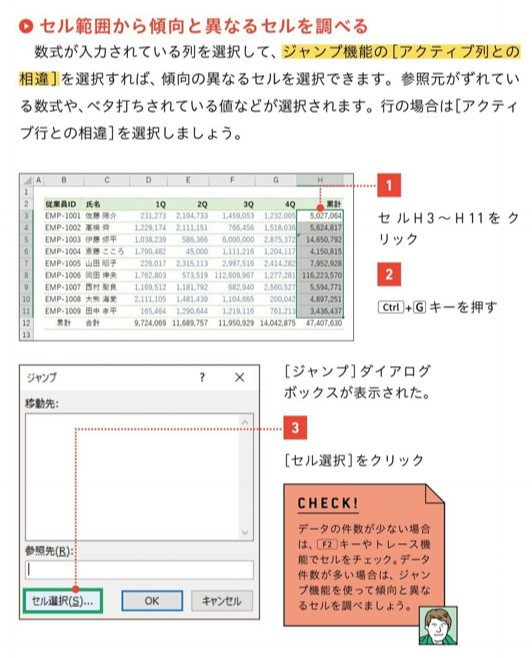 セル範囲から傾向と異なるセルを調べる
数式が入力されている列を選択して、ジャンプ機能の[アクティブ列との
相違]を選択すれば、傾向の異なるセルを選択できます。参照元がずれてい
る数式や、ベタ打ちされている値などが選択されます。行の場合は[アクティ
ブ行との相違]を選択しましょう。
A B C D E F G H
1
2 従業員ID 氏名 1Q 2Q 3Q 4Q 累計
3 EMP-1001 佐藤 陽介 231,273 2,104,733 1,459,053 1,232,005 5,027,064
4 EMP-1002 高橋 舜 1,229,174 2,111,151 766,456 1,518,036 5,624,817
5 EMP-1003 伊藤 修平 1,038,239 586,366 6,000,000 2,875,372 14,650,792
6 EMP-1004 斎藤 こころ 1,790,482 45,000 1,111,216 1,204,117 4,150,815
7 EMP-1005 山田 昭子 226,017 2,315,113 2,997,516 2,414,282 7,952,928
8 EMP-1006 岡田 伸夫 1,762,803 573,519 112,609,967 1,277,281 116,223,570
9 EMP-1007 西村 聖良 1,169,512 1,181,792 682,940 2,560,527 5,594,771
10 EMP-1008 大熊 海愛 2,111,105 1,481,439 1,104,665 200,042 4,897,251
11 EMP-1009 田中 孝平 165,464 1,290,644 1,219,116 761,213 3,436,437
12 累計 合計 9,724,069 11,689,757 11,950,929 14,042,875 47,407,630
13
1
セルH3〜H11をク
リック
2
Ctrl+Gキーを押す
ジャンプ ? ×
移動先:
参照先(R):
セル選択(S)... OK キャンセル
[ジャンプ]ダイアログ
ボックスが表示された。
3
[セル選択]をクリック
CHECK!
データの件数が少ない場合
は、F2キーやトレース機
能でセルをチェック。データ
件数が多い場合は、ジャン
プ機能を使って傾向と異な
るセルを調べましょう。